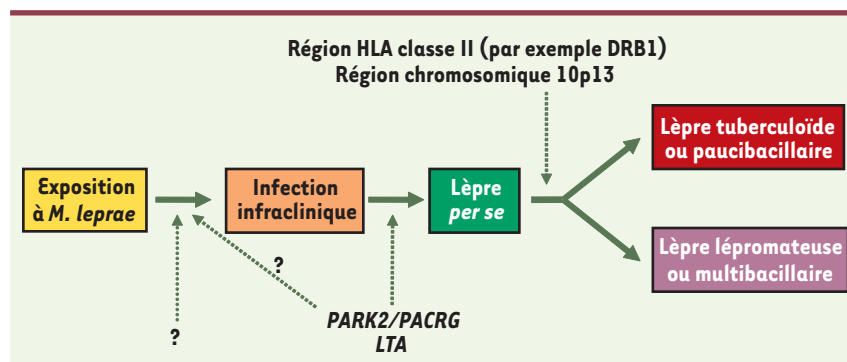 Région HLA classe II (par exemple DRB1)
Région chromosomique 10p13
Lèpre tuberculoïde
ou paucibacillaire
Exposition
à M. leprae
Infection
infraclinique
Lèpre
per se
Lèpre lépromateuse
ou multibacillaire
?
?
PARK2/PACRG
LTA